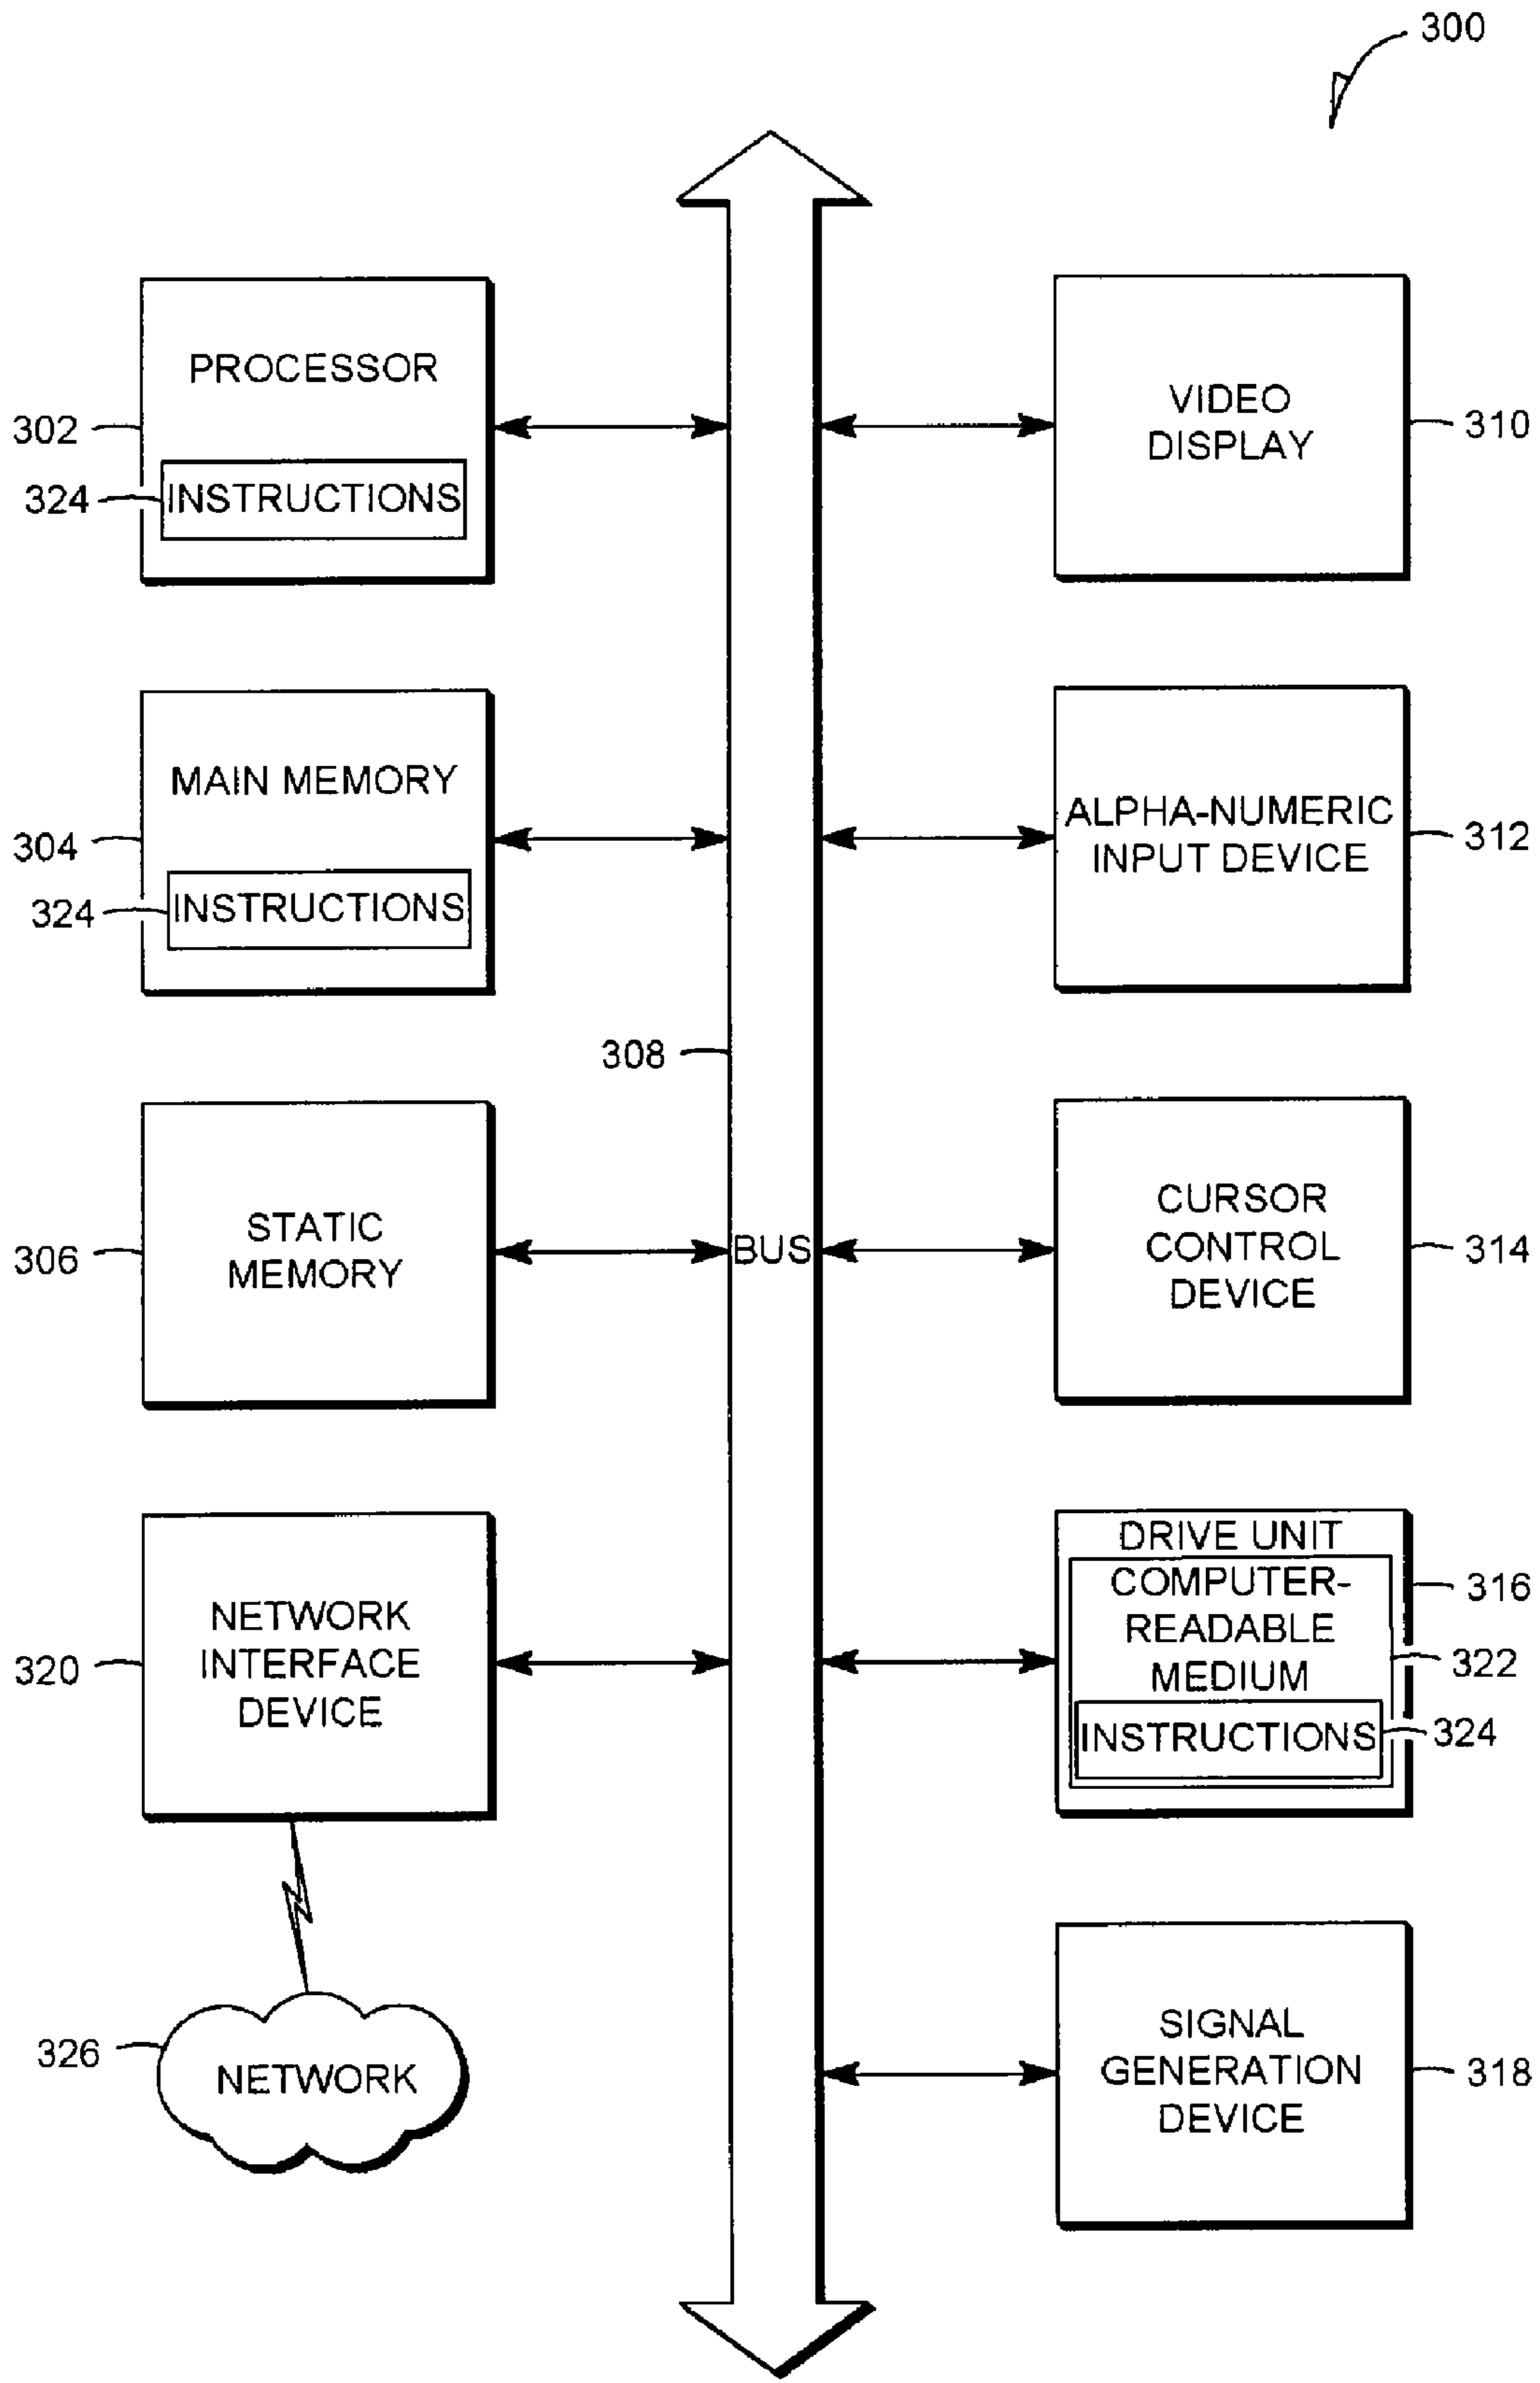 300
PROCESSOR
302
324
INSTRUCTIONS
VIDEO
DISPLAY
310
MAIN MEMORY
304
324
INSTRUCTIONS
ALPHA-NUMERIC
INPUT DEVICE
312
308
STATIC
MEMORY
306
BUS
CURSOR
CONTROL
DEVICE
314
NETWORK
INTERFACE
DEVICE
320
DRIVE UNIT
COMPUTER-
READABLE
MEDIUM
INSTRUCTIONS
316
322
324
326
NETWORK
SIGNAL
GENERATION
DEVICE
318